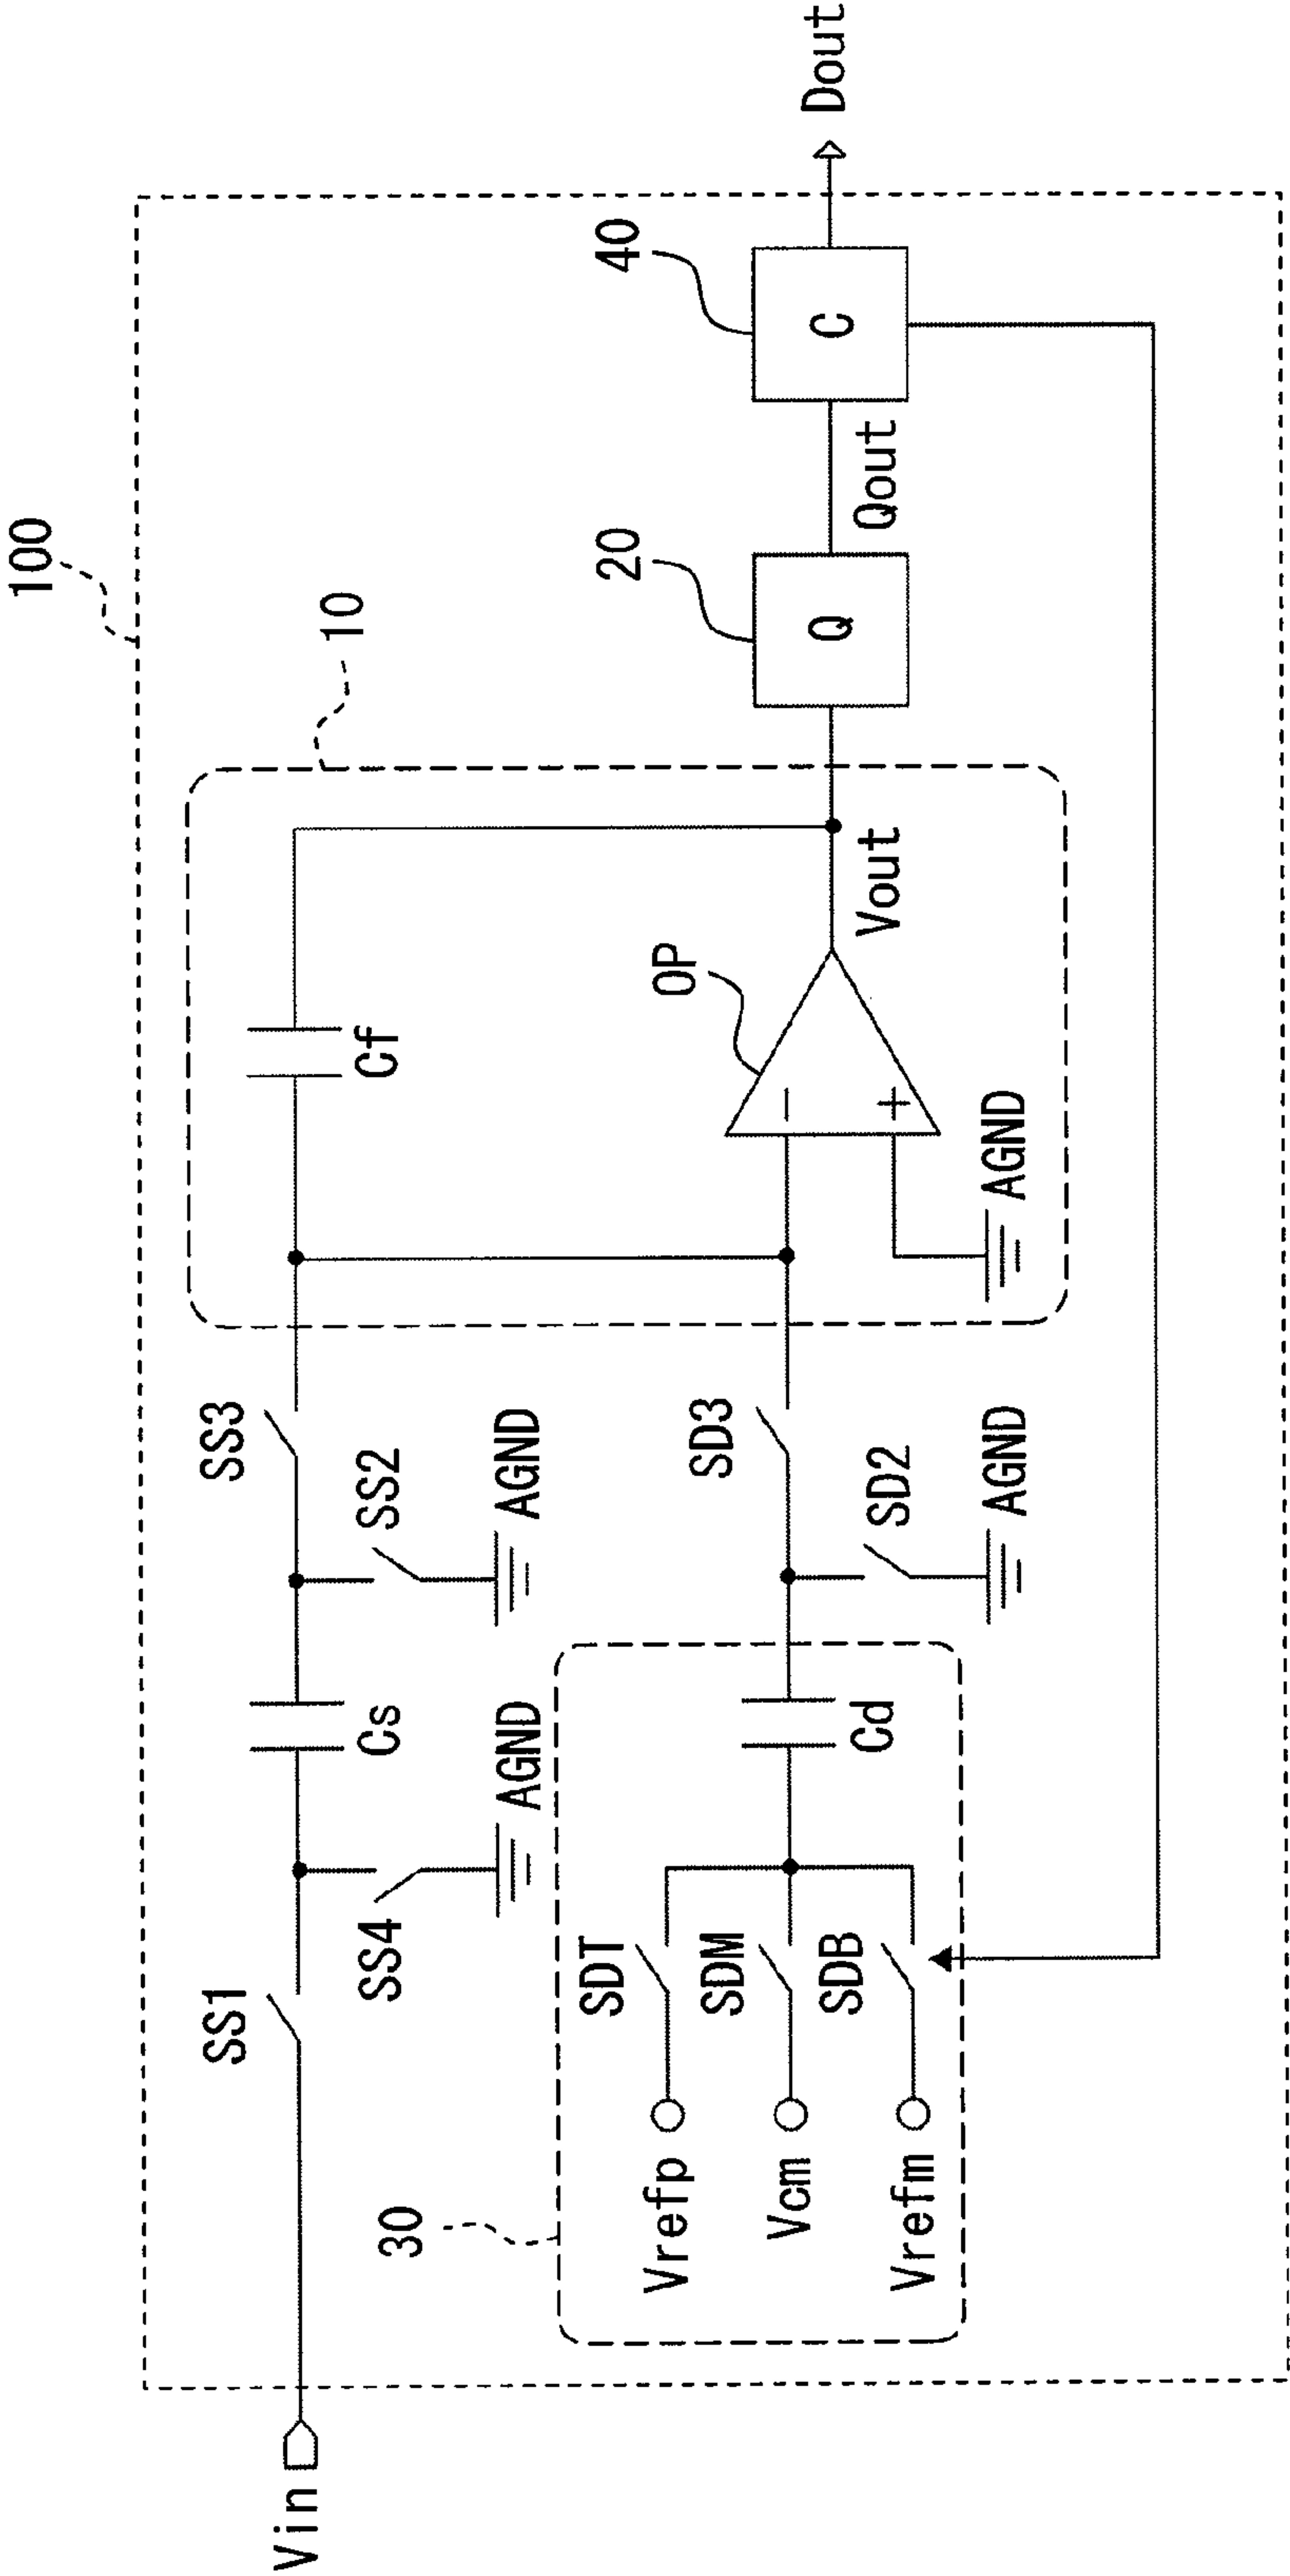 100
10
20
40
Vin
SS1
SS4
AGND
Cs
SS2
AGND
SS3
Cf
OP
-
+
AGND
Vout
Q
Qout
C
Dout
30
Vrefp
SDT
Vcm
SDM
Vrefm
SDB
Cd
SD3
SD2
AGND